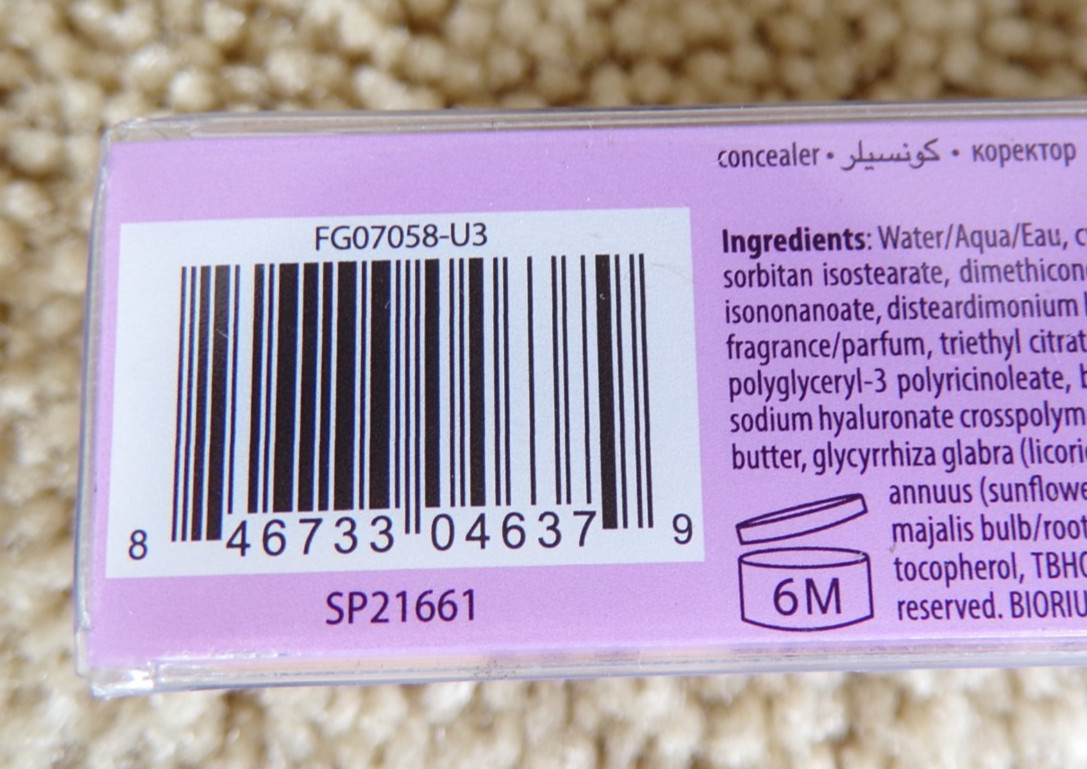 concealer • كونسيلر • коректор
FG07058-U3
8 46733 04637 9
SP21661
Ingredients: Water/Aqua/Eau,
sorbitan isostearate,
isononanoate, disteardimonium
fragrance/parfum, triethyl
polyglyceryl-3 polyricinoleate,
sodium hyaluronate
butter, glycyrrhiza glabra
annuus
majalis bulb/root
tocopherol,
reserved.
6M